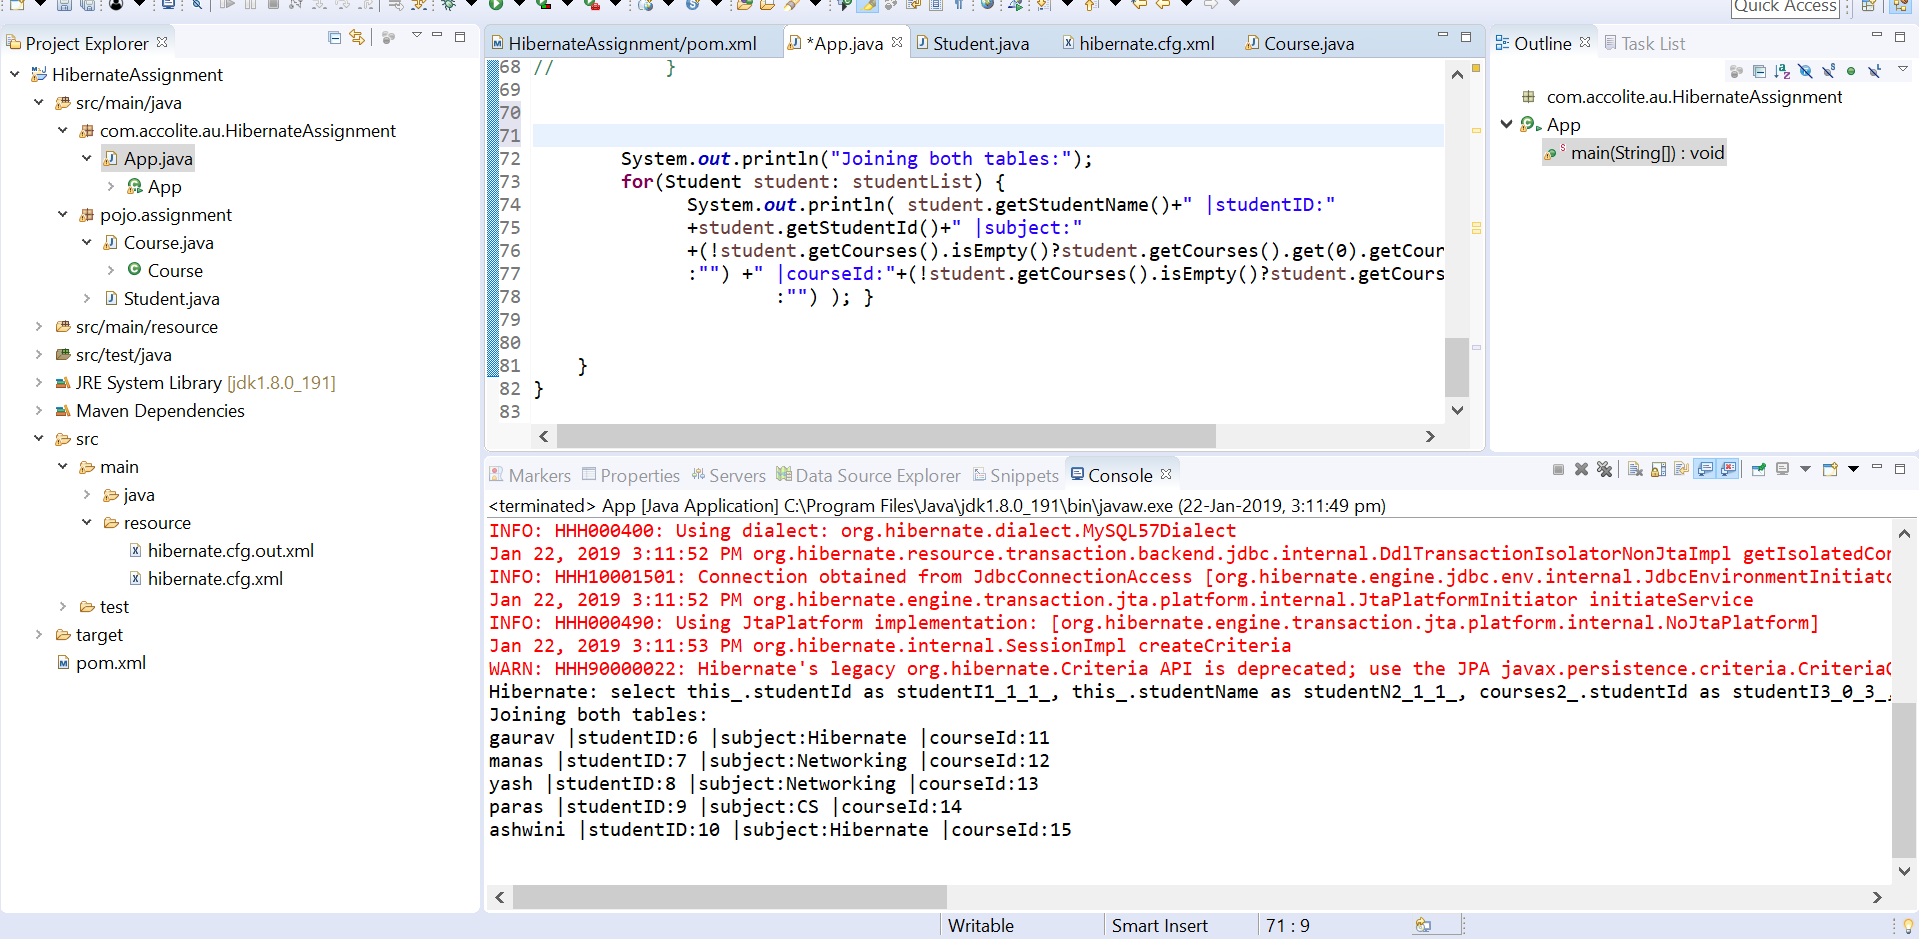 Quick Access
Project Explorer
HibernateAssignment
src/main/java
com.accolite.au.HibernateAssignment
App.java
App
pojo.assignment
Course.java
Course
Student.java
src/main/resource
src/test/java
JRE System Library [jdk1.8.0_191]
Maven Dependencies
src
main
java
resource
hibernate.cfg.out.xml
hibernate.cfg.xml
test
target
pom.xml
HibernateAssignment/pom.xml *App.java Student.java hibernate.cfg.xml Course.java
68 // }
69
70
71
72 System.out.println("Joining both tables:");
73 for(Student student: studentList) {
74 System.out.println( student.getStudentName()+" |studentID:"
75 +student.getStudentId()+" |subject:"
76 +(!student.getCourses().isEmpty()?student.getCourses().get(0).getCour
77 :"") +" |courseId:"+(!student.getCourses().isEmpty()?student.getCours
78 :"") ); }
79
80
81 }
82 }
83
Outline Task List
com.accolite.au.HibernateAssignment
App
main(String[]) : void
Markers Properties Servers Data Source Explorer Snippets Console
<terminated> App [Java Application] C:\Program Files\Java\jdk1.8.0_191\bin\javaw.exe (22-Jan-2019, 3:11:49 pm)
INFO: HHH000400: Using dialect: org.hibernate.dialect.MySQL57Dialect
Jan 22, 2019 3:11:52 PM org.hibernate.resource.transaction.backend.jdbc.internal.DdlTransactionIsolatorNonJtaImpl getIsolatedCon
INFO: HHH10001501: Connection obtained from JdbcConnectionAccess [org.hibernate.engine.jdbc.env.internal.JdbcEnvironmentInitiato
Jan 22, 2019 3:11:52 PM org.hibernate.engine.transaction.jta.platform.internal.JtaPlatformInitiator initiateService
INFO: HHH000490: Using JtaPlatform implementation: [org.hibernate.engine.transaction.jta.platform.internal.NoJtaPlatform]
Jan 22, 2019 3:11:53 PM org.hibernate.internal.SessionImpl createCriteria
WARN: HHH90000022: Hibernate's legacy org.hibernate.Criteria API is deprecated; use the JPA javax.persistence.criteria.CriteriaQ
Hibernate: select this_.studentId as studentI1_1_1_, this_.studentName as studentN2_1_1_, courses2_.studentId as studentI3_0_3_,
Joining both tables:
gaurav |studentID:6 |subject:Hibernate |courseId:11
manas |studentID:7 |subject:Networking |courseId:12
yash |studentID:8 |subject:Networking |courseId:13
paras |studentID:9 |subject:CS |courseId:14
ashwini |studentID:10 |subject:Hibernate |courseId:15
Writable Smart Insert 71 : 9